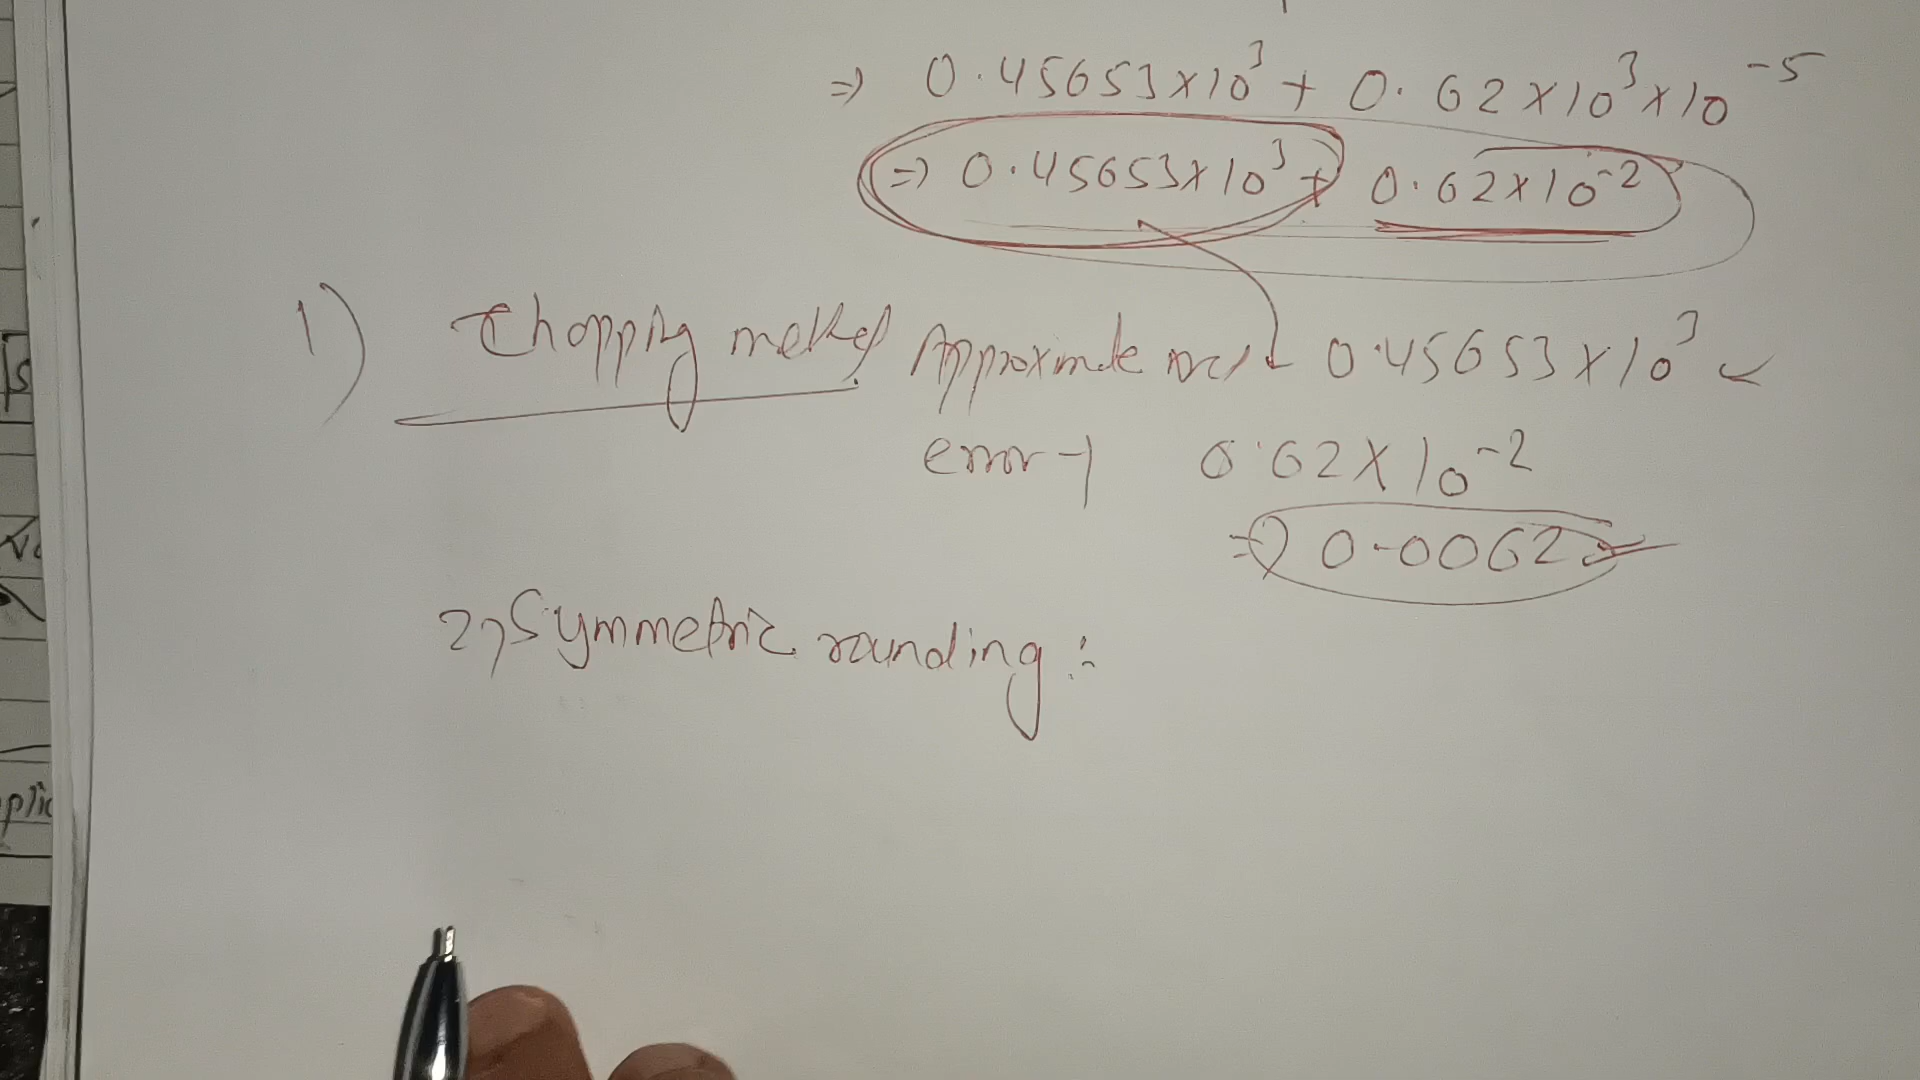 ⇒ 0.45653×10³ + 0.62×10³×10⁻⁵
⇒ 0.45653×10³ + 0.62×10⁻²
1) Chopping method Approximate 0.45653×10³
error → 0.62×10⁻²
⇒ 0.0062
2) Symmetric rounding :-